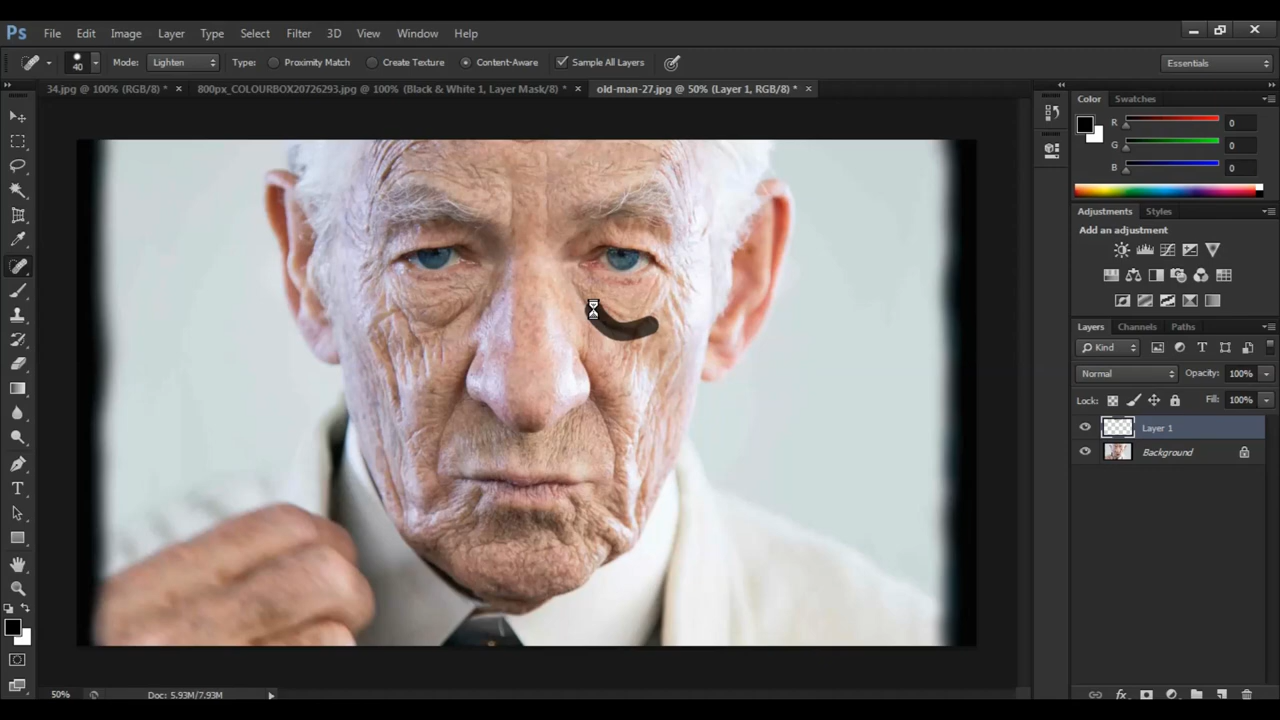 Ps File Edit Image Layer Type Select Filter 3D View Window Help
40 Mode: Lighten Type: Proximity Match Create Texture Content-Aware Sample All Layers Essentials
34.jpg @ 100% (RGB/8) * × 800px_COLOURBOX20726293.jpg @ 100% (Black & White 1, Layer Mask/8) * × old-man-27.jpg @ 50% (Layer 1, RGB/8) * ×
Color Swatches
R 0
G 0
B 0
Adjustments Styles
Add an adjustment
Layers Channels Paths
Kind
Normal Opacity: 100%
Lock: Fill: 100%
Layer 1
Background
50% Doc: 5.93M/7.93M